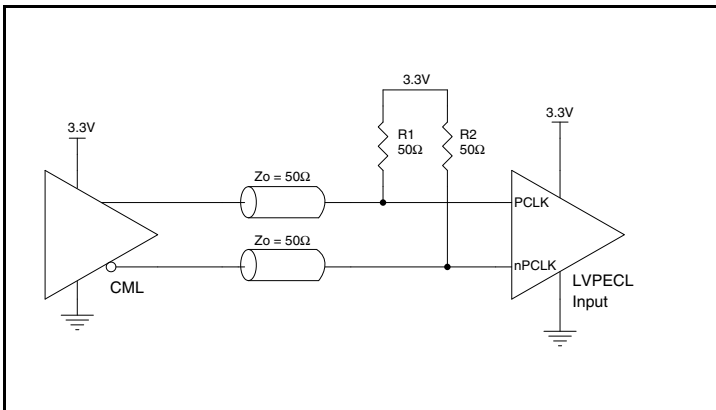 3.3V
3.3V
3.3V
R1
50Ω
R2
50Ω
Zo = 50Ω
PCLK
Zo = 50Ω
nPCLK
CML
LVPECL
Input